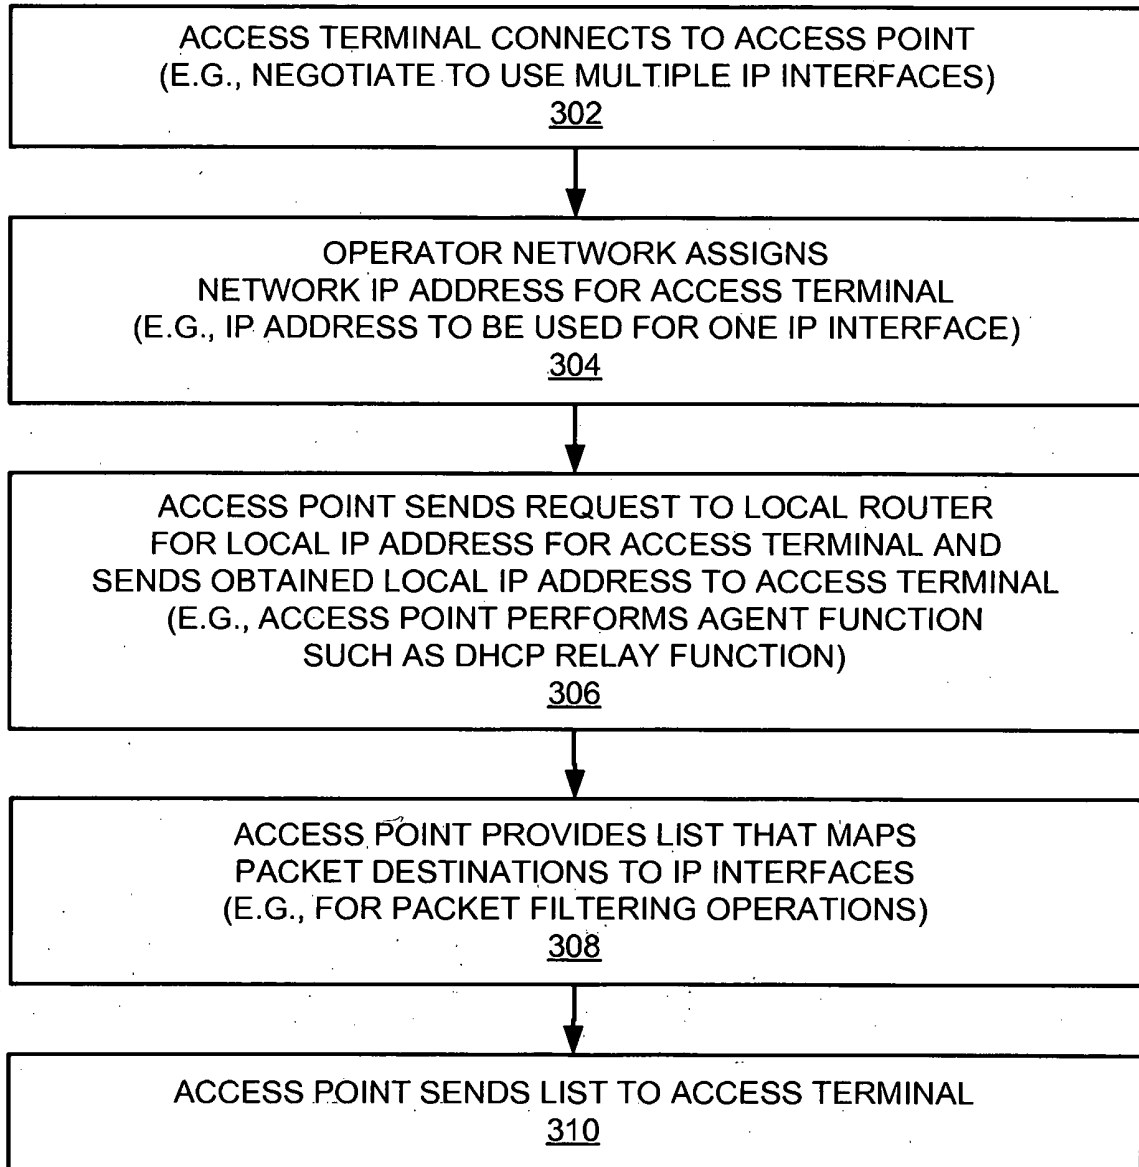 ACCESS TERMINAL CONNECTS TO ACCESS POINT
(E.G., NEGOTIATE TO USE MULTIPLE IP INTERFACES)
302
OPERATOR NETWORK ASSIGNS
NETWORK IP ADDRESS FOR ACCESS TERMINAL
(E.G., IP ADDRESS TO BE USED FOR ONE IP INTERFACE)
304
ACCESS POINT SENDS REQUEST TO LOCAL ROUTER
FOR LOCAL IP ADDRESS FOR ACCESS TERMINAL AND
SENDS OBTAINED LOCAL IP ADDRESS TO ACCESS TERMINAL
(E.G., ACCESS POINT PERFORMS AGENT FUNCTION
SUCH AS DHCP RELAY FUNCTION)
306
ACCESS POINT PROVIDES LIST THAT MAPS
PACKET DESTINATIONS TO IP INTERFACES
(E.G., FOR PACKET FILTERING OPERATIONS)
308
ACCESS POINT SENDS LIST TO ACCESS TERMINAL
310